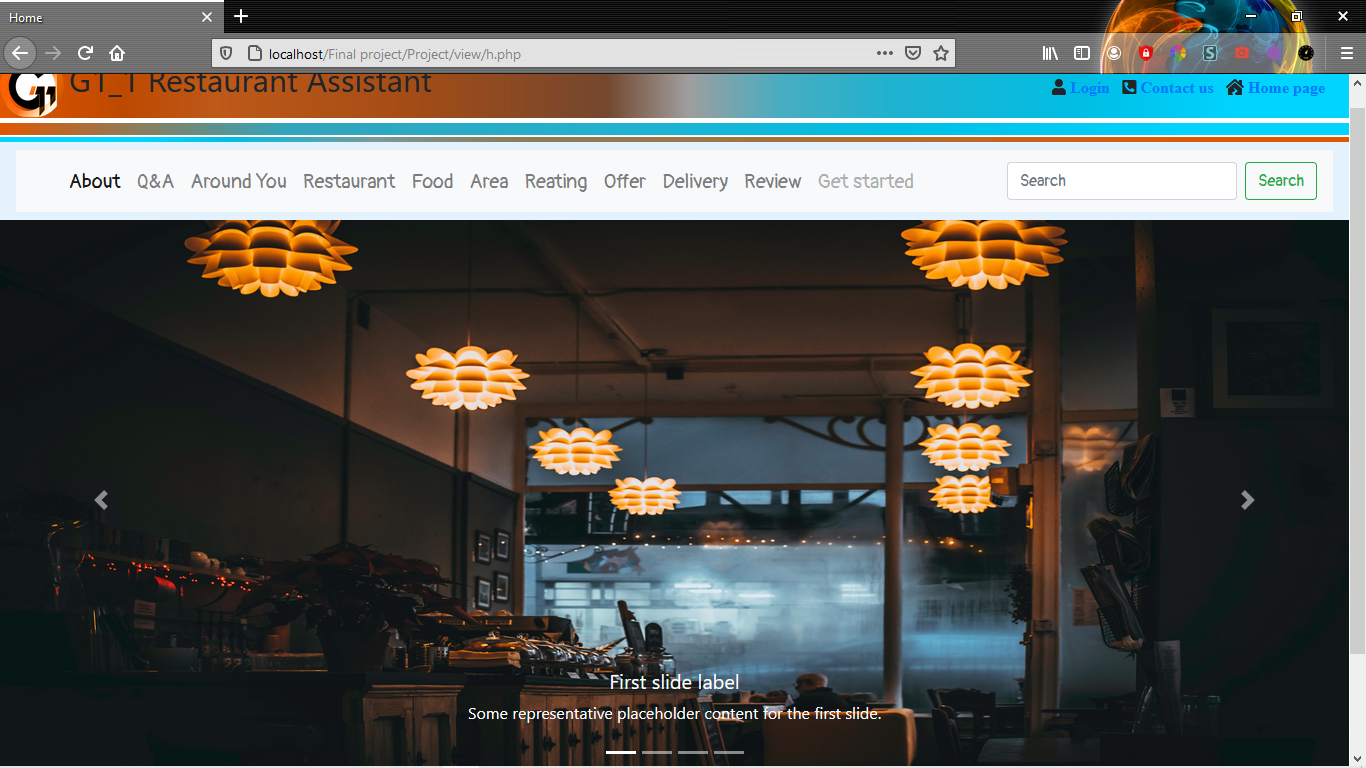 Home
localhost/Final project/Project/view/h.php
GT_1 Restaurant Assistant
Login Contact us Home page
About Q&A Around You Restaurant Food Area Reating Offer Delivery Review Get started Search Search
First slide label
Some representative placeholder content for the first slide.